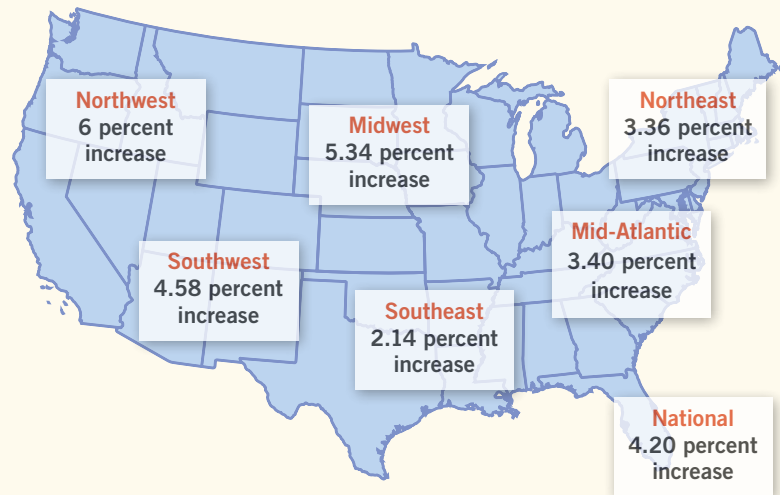 Northwest
6 percent
increase
Midwest
5.34 percent
increase
Northeast
3.36 percent
increase
Southwest
4.58 percent
increase
Southeast
2.14 percent
increase
Mid-Atlantic
3.40 percent
increase
National
4.20 percent
increase